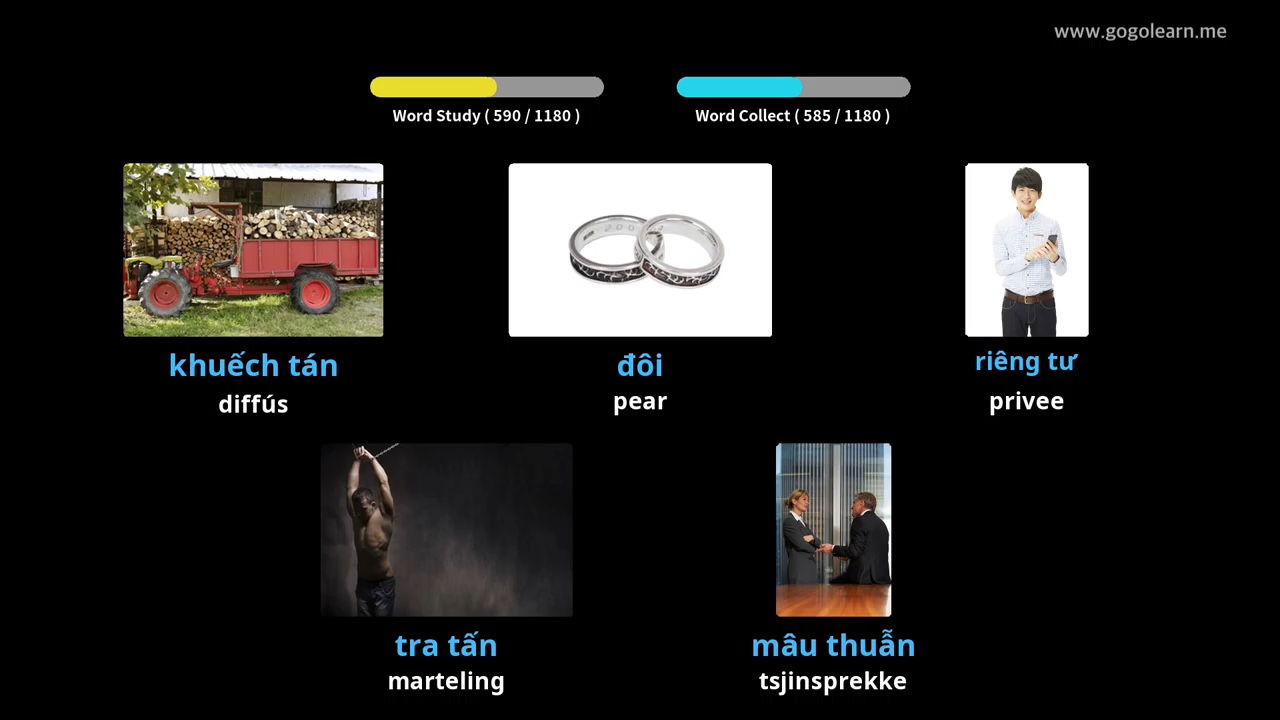 www.gogolearn.me
Word Study ( 590 / 1180 )
Word Collect ( 585 / 1180 )
khuếch tán
diffús
đôi
pear
riêng tư
privee
tra tấn
marteling
mâu thuẫn
tsjinsprekke